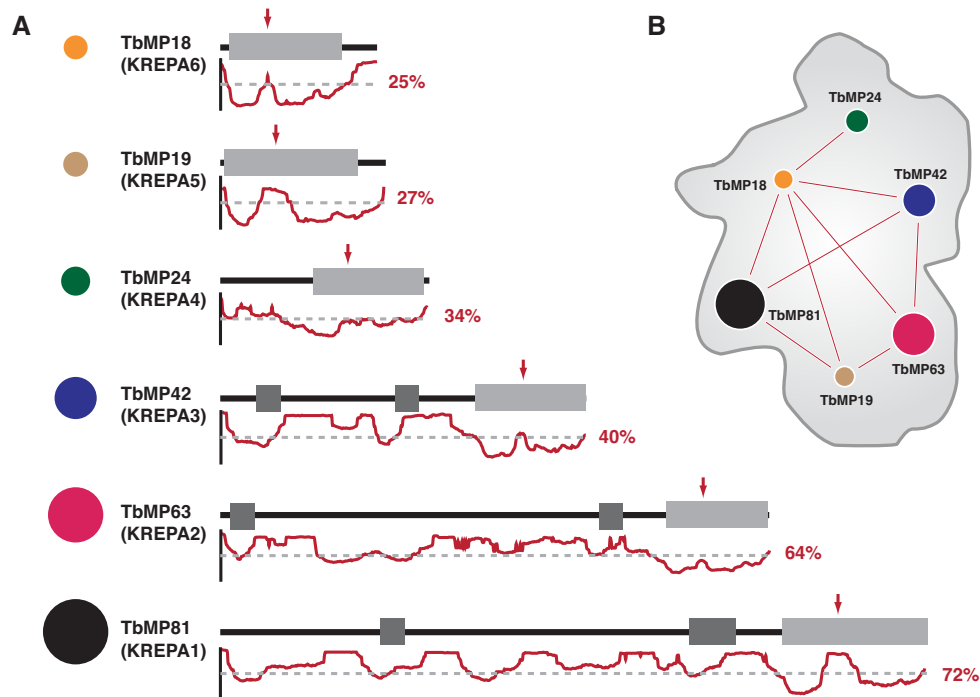 A
TbMP18
(KREPA6)
25%
TbMP19
(KREPA5)
27%
TbMP24
(KREPA4)
34%
TbMP42
(KREPA3)
40%
TbMP63
(KREPA2)
64%
TbMP81
(KREPA1)
72%
B
TbMP24
TbMP42
TbMP18
TbMP81
TbMP63
TbMP19